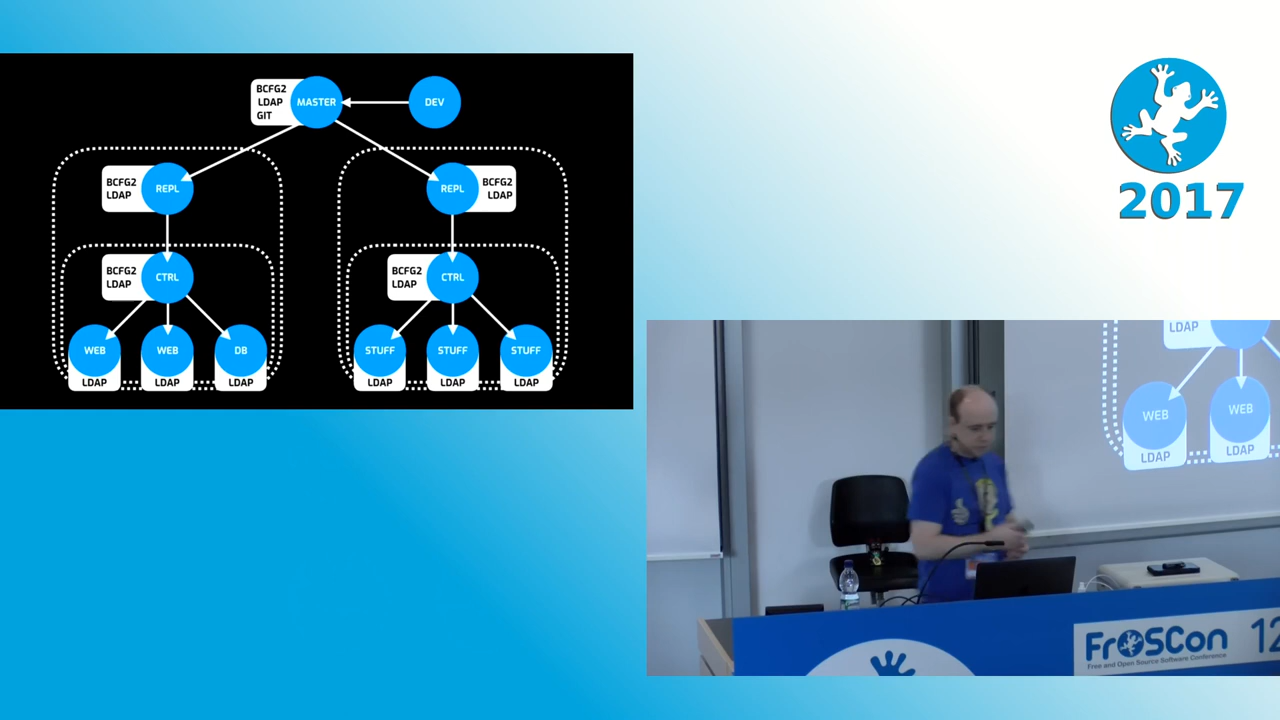 BCFG2
LDAP
GIT
MASTER
DEV
BCFG2
LDAP
REPL
REPL
BCFG2
LDAP
BCFG2
LDAP
CTRL
BCFG2
LDAP
CTRL
WEB
WEB
DB
STUFF
STUFF
STUFF
LDAP
LDAP
LDAP
LDAP
LDAP
LDAP
2017
LDAP
WEB
WEB
LDAP
LDAP
FrOSCon 12
Free and Open Source Software Conference